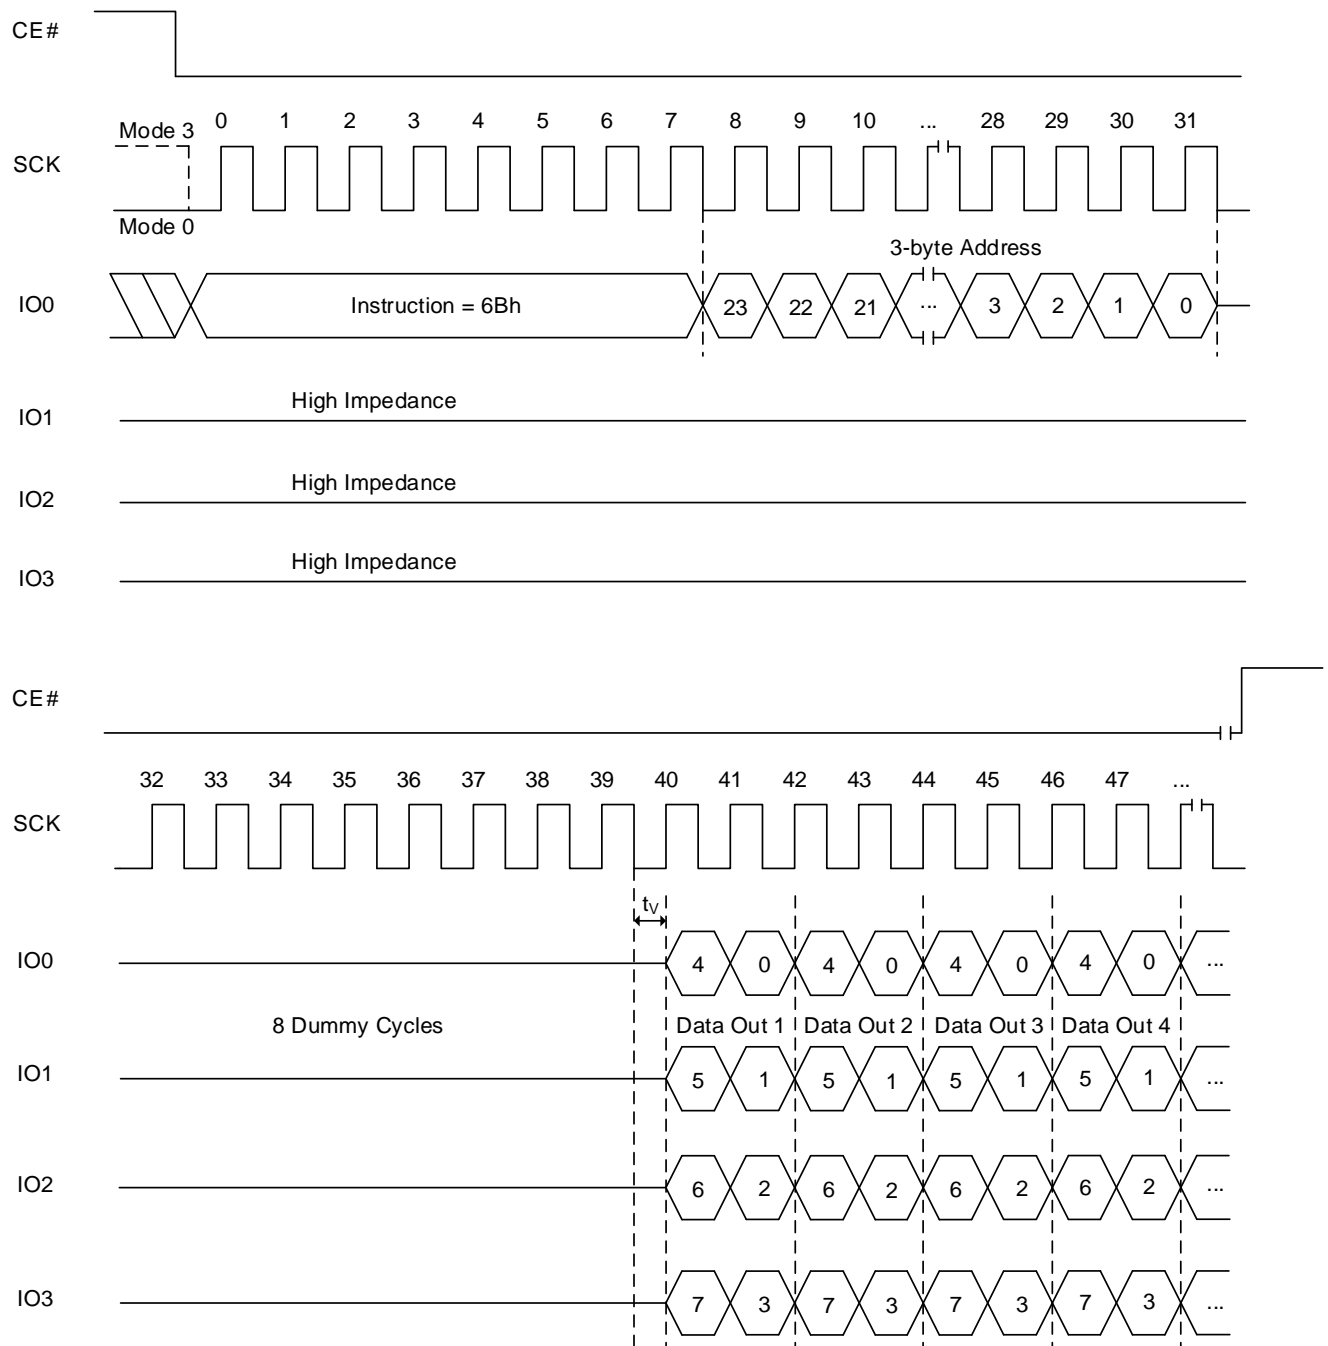 CE#
Mode 3 0 1 2 3 4 5 6 7 8 9 10 ... 28 29 30 31
SCK
Mode 0
3-byte Address
IO0 Instruction = 6Bh 23 22 21 ... 3 2 1 0
High Impedance
IO1
High Impedance
IO2
High Impedance
IO3
CE#
32 33 34 35 36 37 38 39 40 41 42 43 44 45 46 47 ...
SCK
tV
IO0 4 0 4 0 4 0 4 0 ...
8 Dummy Cycles Data Out 1 Data Out 2 Data Out 3 Data Out 4
IO1 5 1 5 1 5 1 5 1 ...
IO2 6 2 6 2 6 2 6 2 ...
IO3 7 3 7 3 7 3 7 3 ...